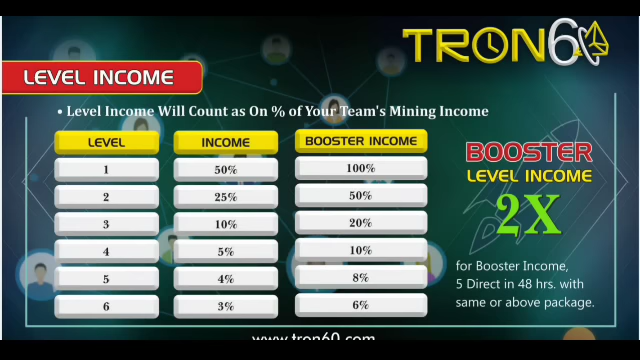 TRON60
LEVEL INCOME
• Level Income Will Count as On % of Your Team's Mining Income
LEVEL INCOME BOOSTER INCOME
1 50% 100%
2 25% 50%
3 10% 20%
4 5% 10%
5 4% 8%
6 3% 6%
BOOSTER
LEVEL INCOME
2X
for Booster Income,
5 Direct in 48 hrs. with
same or above package.
www.tron60.com